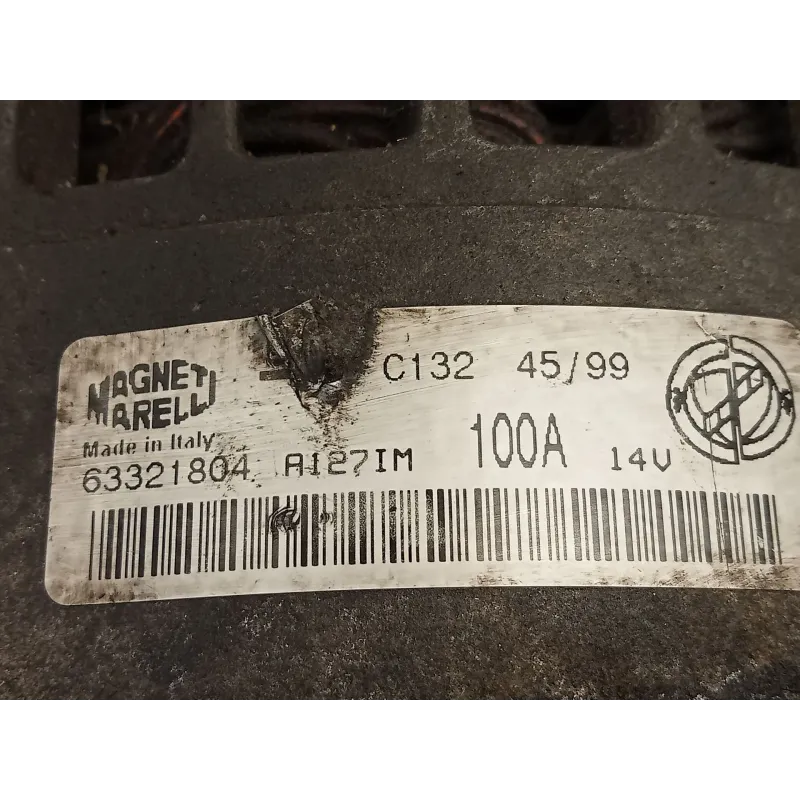 MAGNETI C132 45/99
MARELLI
Made in Italy
63321804 A127IM 100A 14V